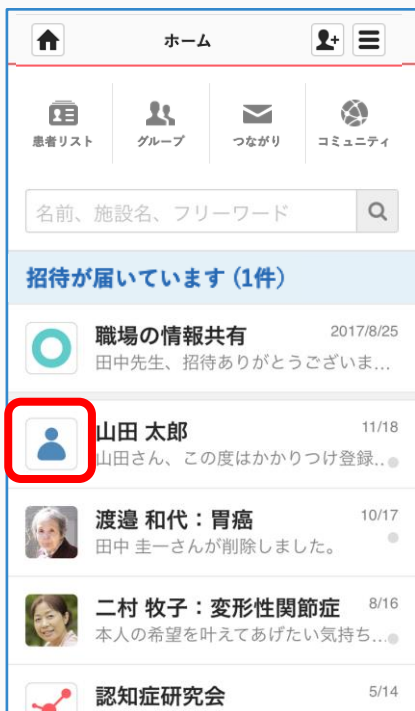 ホーム
患者リスト グループ つながり コミュニティ
名前、施設名、フリーワード
招待が届いています (1件)
職場の情報共有 2017/8/25
田中先生、招待ありがとうございま...
山田 太郎 11/18
山田さん、この度はかかりつけ登録...
渡邉 和代：胃癌 10/17
田中 圭一さんが削除しました。
二村 牧子：変形性関節症 8/16
本人の希望を叶えてあげたい気持ち...
認知症研究会 5/14